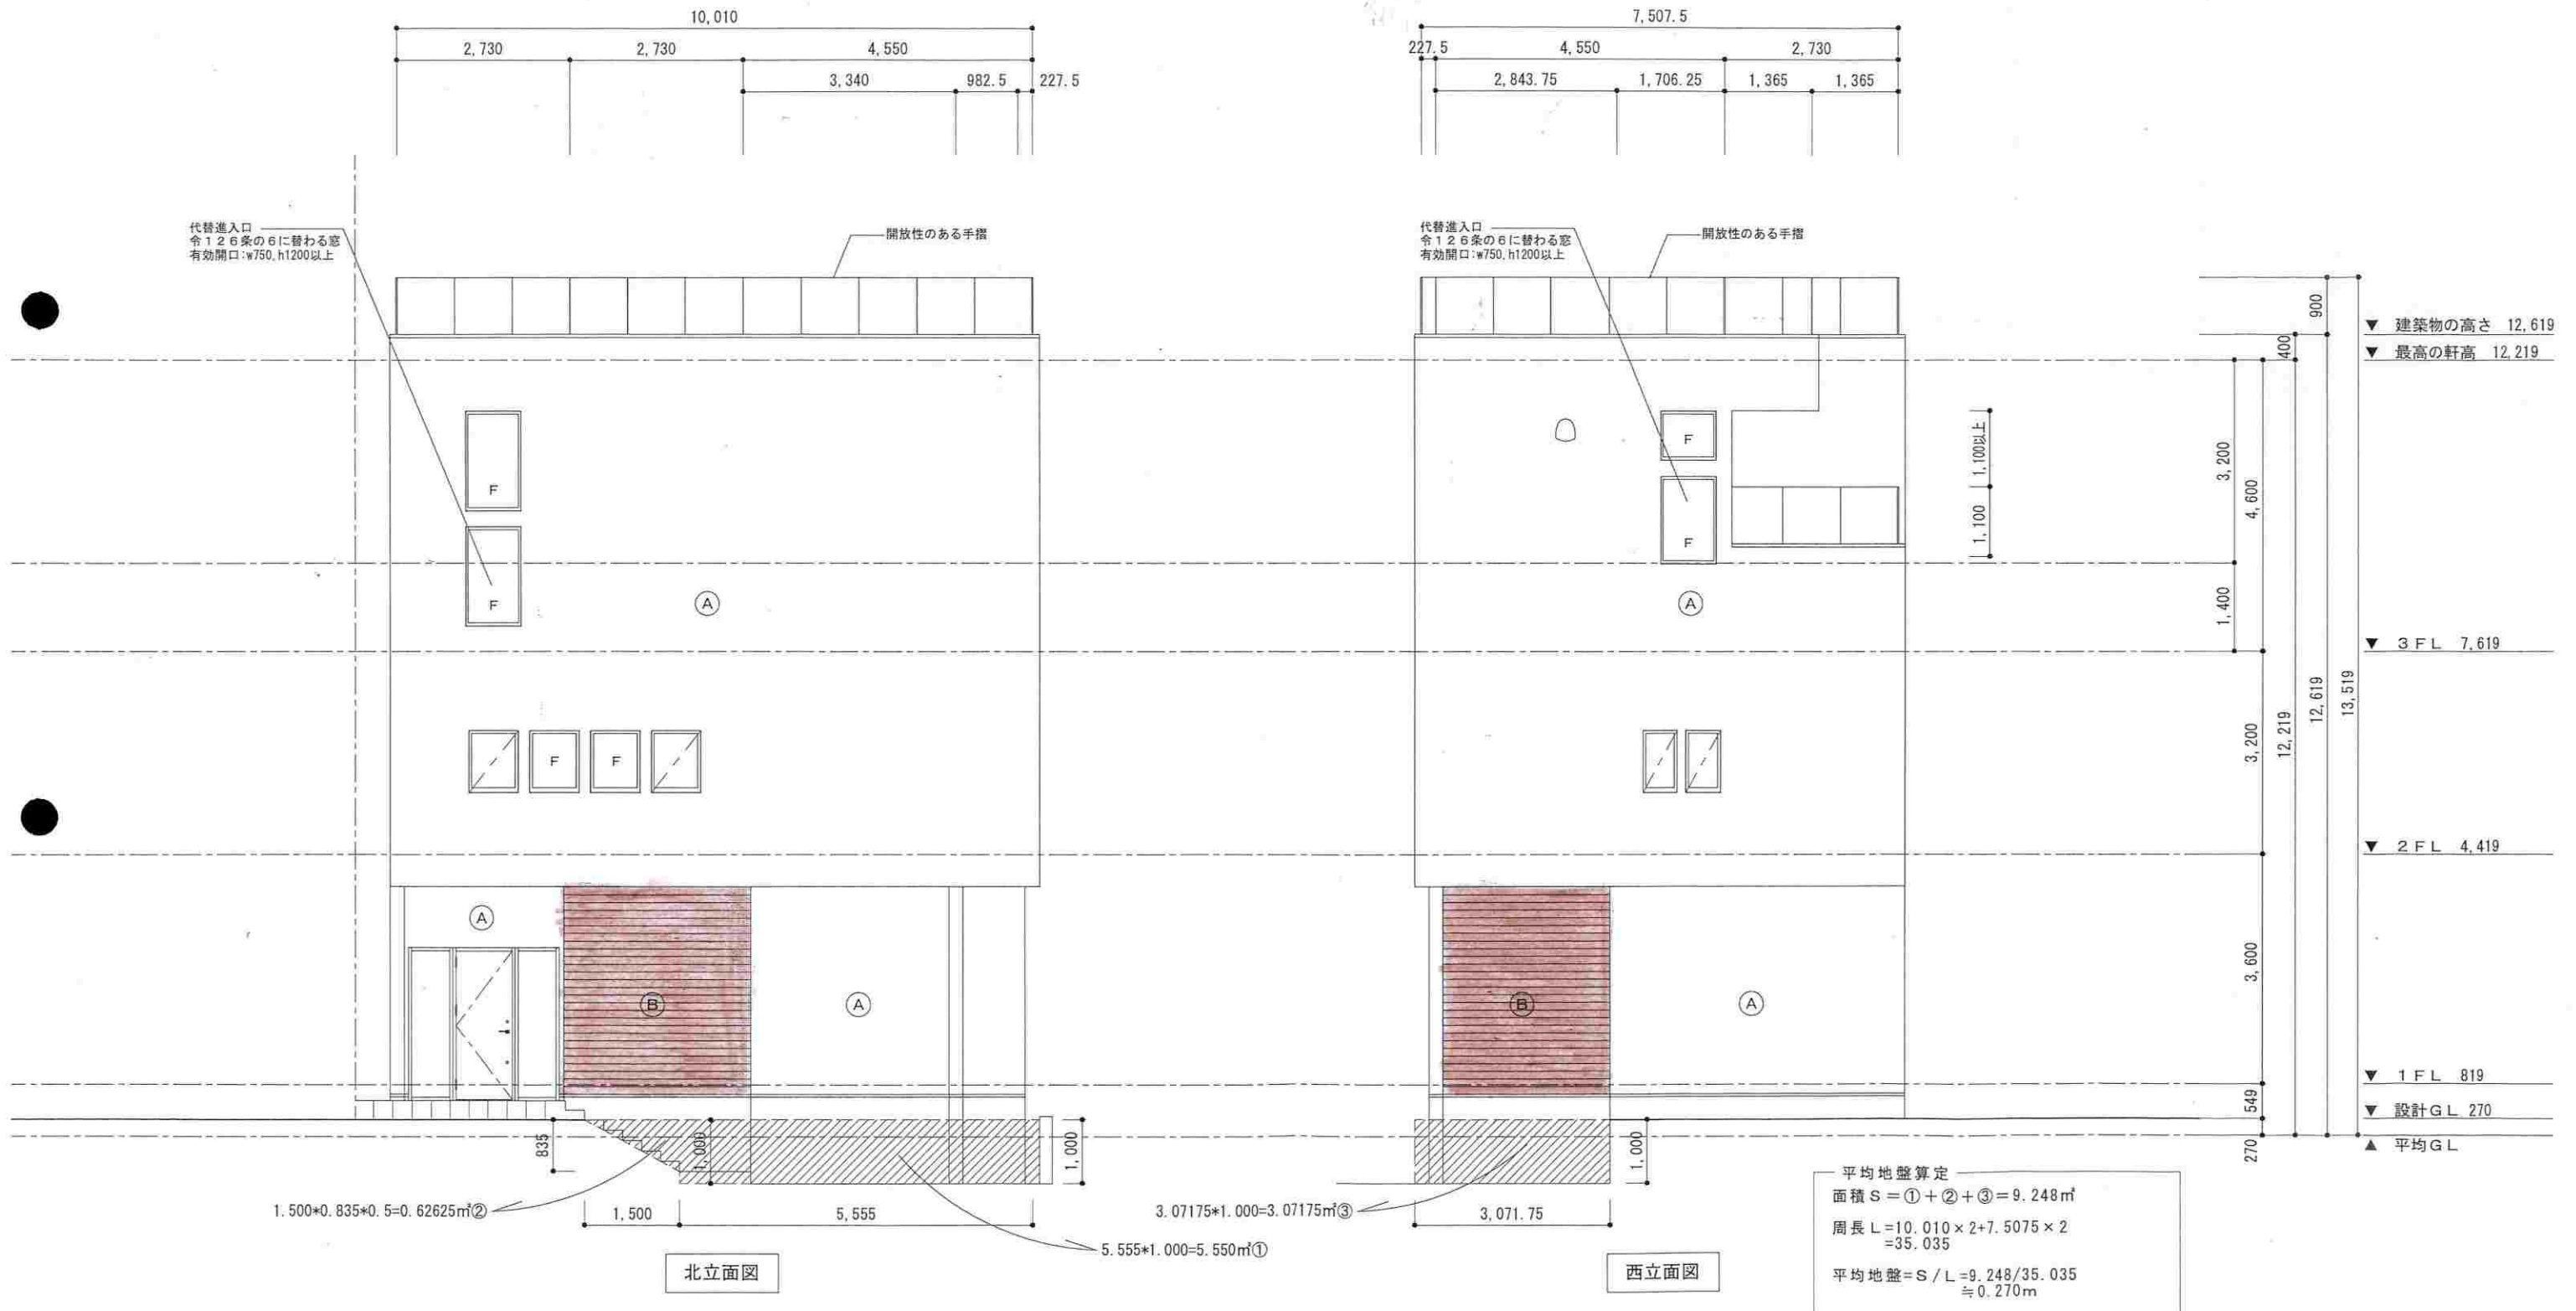 10,010
2,730
2,730
4,550
3,340
982.5
227.5
代替進入口
令126条の6に替わる窓
有効開口:w750,h1200以上
開放性のある手摺
F
F
A
F
F
A
B
A
835
1,000
1,000
1.500*0.835*0.5=0.62625㎡②
1,500
5,555
5.555*1.000=5.550㎡①
北立面図
7,507.5
227.5
4,550
2,730
2,843.75
1,706.25
1,365
1,365
代替進入口
令126条の6に替わる窓
有効開口:w750,h1200以上
開放性のある手摺
F
F
A
B
A
1,100以上
1,100
1,000
3.07175*1.000=3.07175㎡③
3,071.75
西立面図
3,200
1,400
4,600
3,200
3,600
549
270
400
12,219
900
12,619
13,519
▼ 建築物の高さ 12,619
▼ 最高の軒高 12,219
▼ 3FL 7,619
▼ 2FL 4,419
▼ 1FL 819
▼ 設計GL 270
▲ 平均GL
平均地盤算定
面積S=①+②+③=9.248㎡
周長L=10.010×2+7.5075×2
=35.035
平均地盤=S/L=9.248/35.035
≒0.270m